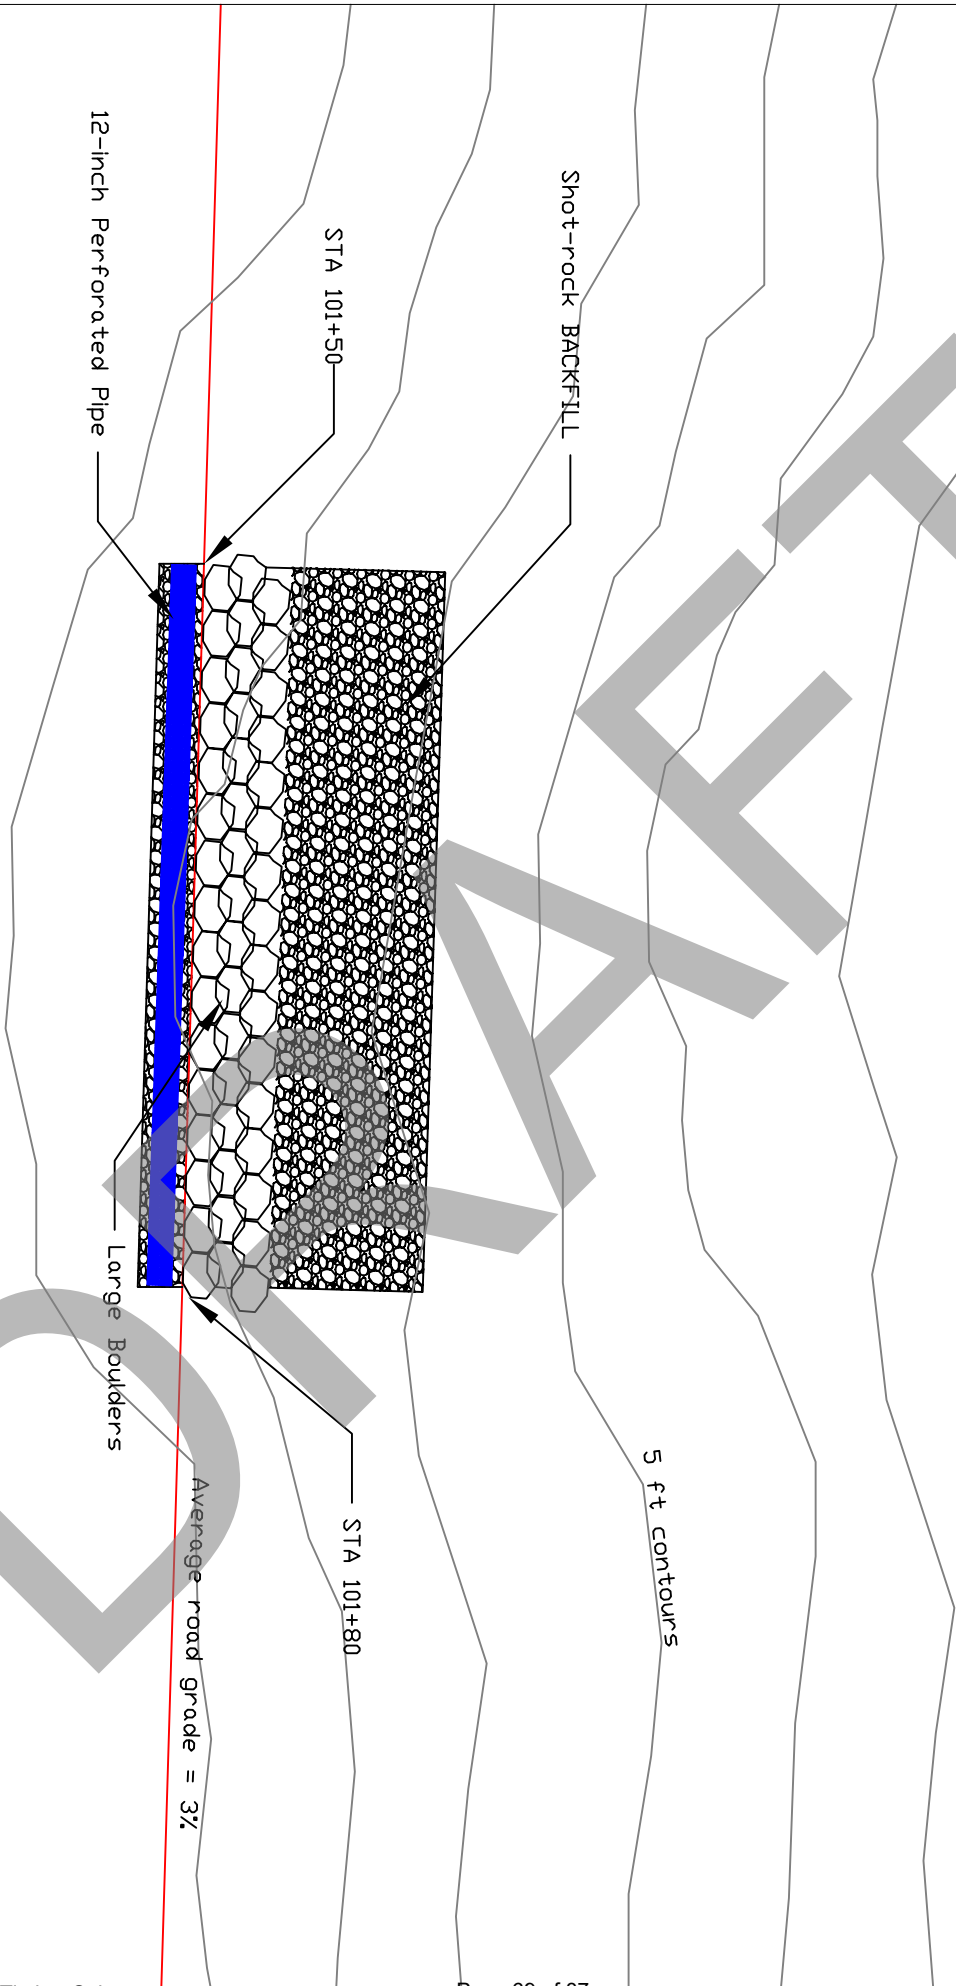 12-inch Perforated Pipe
STA 101+50
Shot-rock BACKFILL
Large Boulders
Average road grade = 3%
STA 101+80
5 ft contours
DRAFT